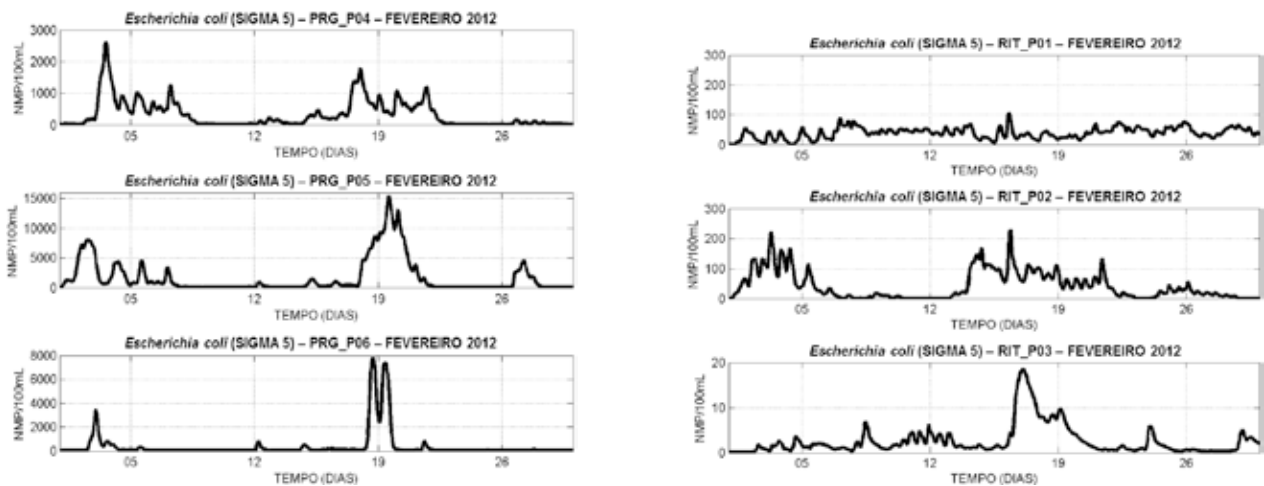 Escherichia coli (SIGMA 5) – PRG_P04 – FEVEREIRO 2012
NMP/100mL
3000
2000
1000
0
05 12 19 26
TEMPO (DIAS)
Escherichia coli (SIGMA 5) – PRG_P05 – FEVEREIRO 2012
NMP/100mL
15000
10000
5000
0
05 12 19 26
TEMPO (DIAS)
Escherichia coli (SIGMA 5) – PRG_P06 – FEVEREIRO 2012
NMP/100mL
8000
6000
4000
2000
0
05 12 19 26
TEMPO (DIAS)
Escherichia coli (SIGMA 5) – RIT_P01 – FEVEREIRO 2012
NMP/100mL
300
200
100
0
05 12 19 26
TEMPO (DIAS)
Escherichia coli (SIGMA 5) – RIT_P02 – FEVEREIRO 2012
NMP/100mL
300
200
100
0
05 12 19 26
TEMPO (DIAS)
Escherichia coli (SIGMA 5) – RIT_P03 – FEVEREIRO 2012
NMP/100mL
20
10
0
05 12 19 26
TEMPO (DIAS)